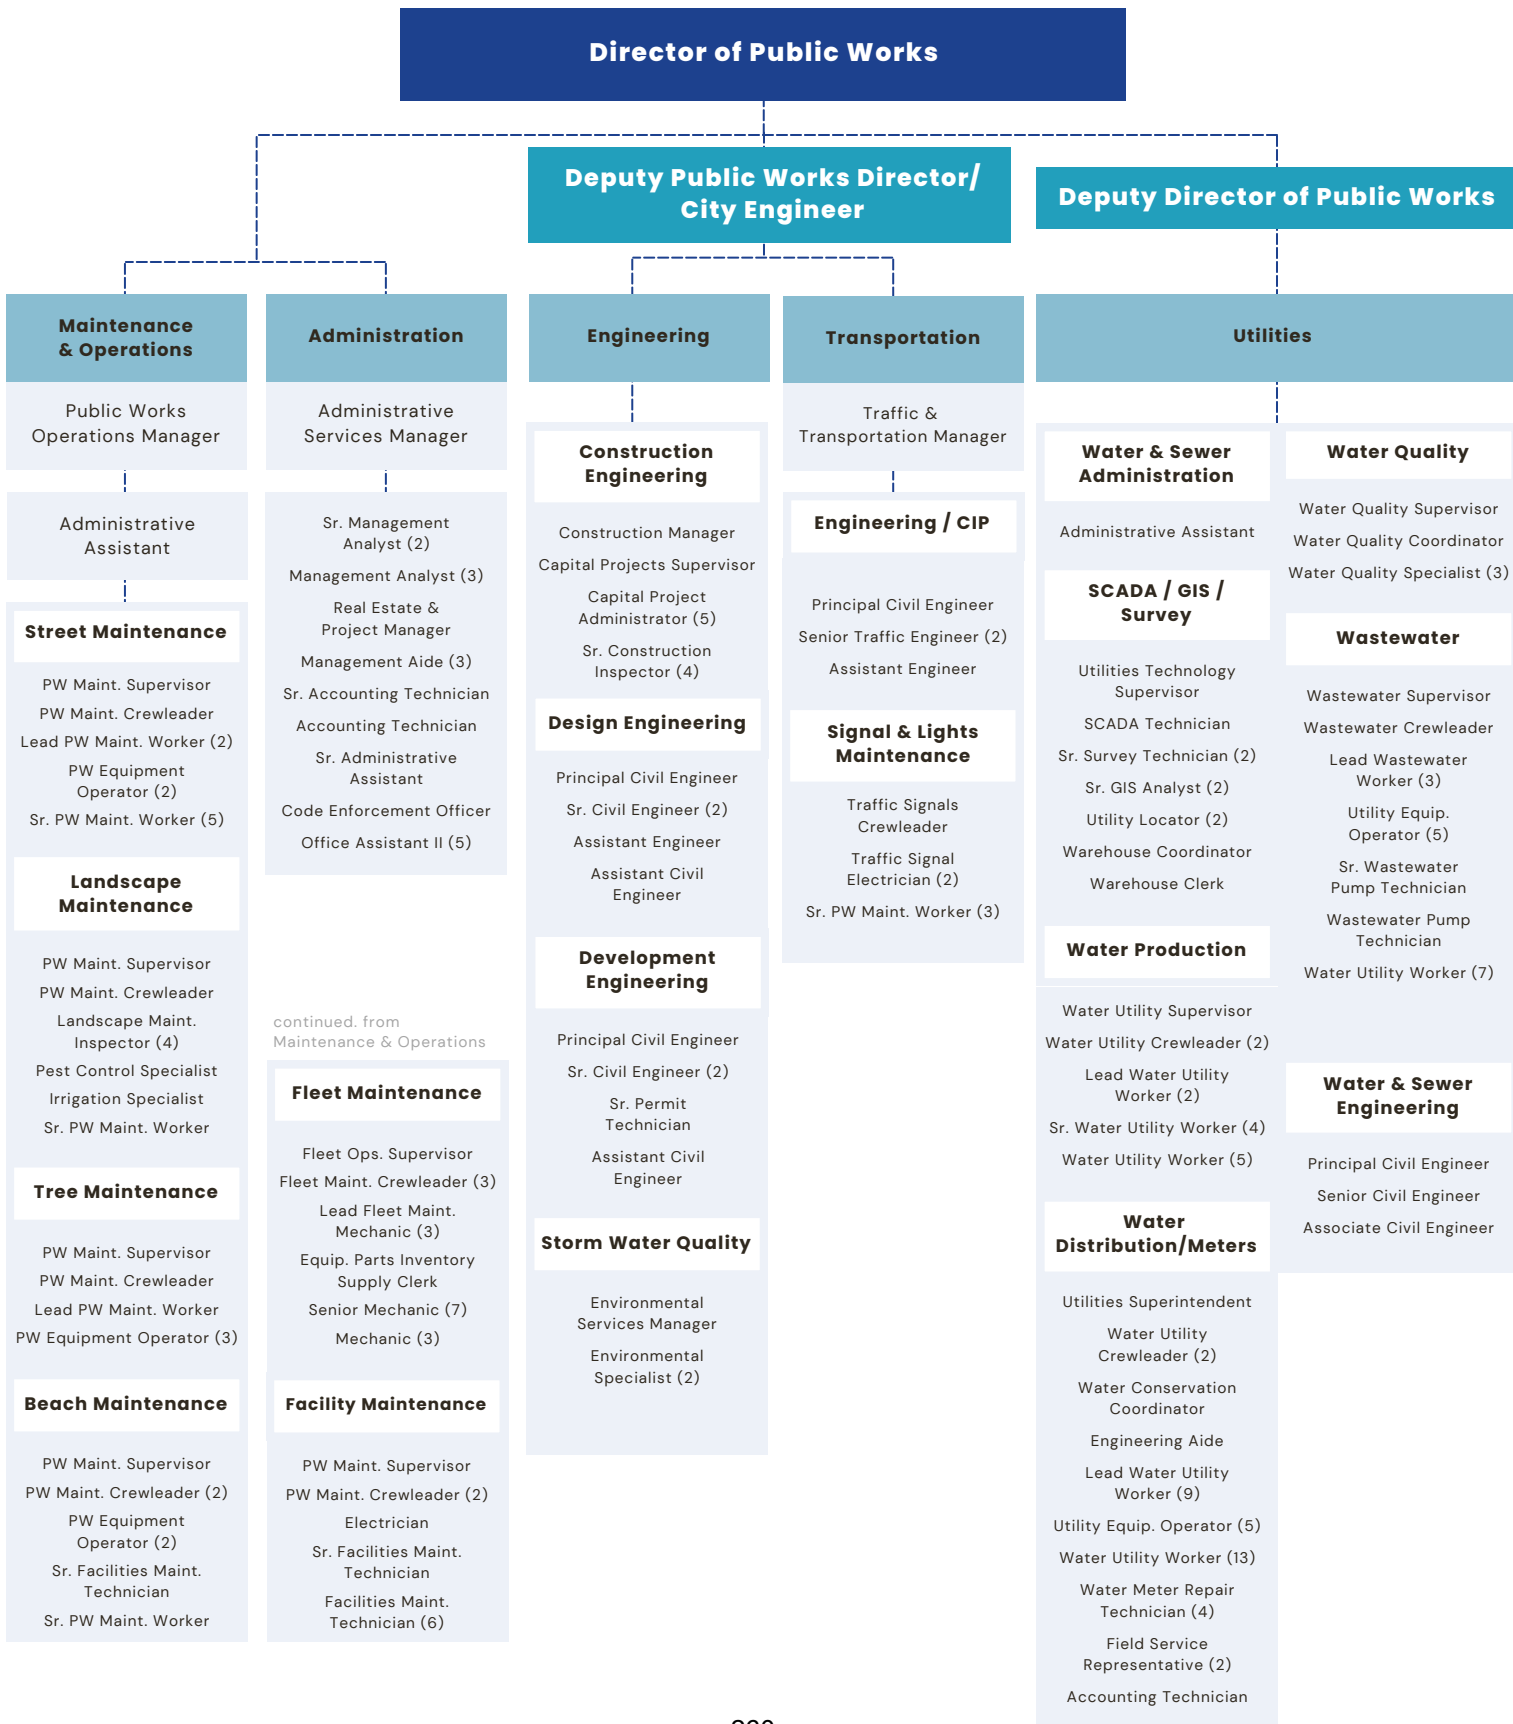 Director of Public Works
Deputy Public Works Director/
City Engineer
Deputy Director of Public Works
Maintenance
& Operations
Public Works
Operations Manager
Administrative
Assistant
Street Maintenance
PW Maint. Supervisor
PW Maint. Crewleader
Lead PW Maint. Worker (2)
PW Equipment
Operator (2)
Sr. PW Maint. Worker (5)
Landscape
Maintenance
PW Maint. Supervisor
PW Maint. Crewleader
Landscape Maint.
Inspector (4)
Pest Control Specialist
Irrigation Specialist
Sr. PW Maint. Worker
Tree Maintenance
PW Maint. Supervisor
PW Maint. Crewleader
Lead PW Maint. Worker
PW Equipment Operator (3)
Beach Maintenance
PW Maint. Supervisor
PW Maint. Crewleader (2)
PW Equipment
Operator (2)
Sr. Facilities Maint.
Technician
Sr. PW Maint. Worker
Administration
Administrative
Services Manager
Sr. Management
Analyst (2)
Management Analyst (3)
Real Estate &
Project Manager
Management Aide (3)
Sr. Accounting Technician
Accounting Technician
Sr. Administrative
Assistant
Code Enforcement Officer
Office Assistant II (5)
continued. from
Maintenance & Operations
Fleet Maintenance
Fleet Ops. Supervisor
Fleet Maint. Crewleader (3)
Lead Fleet Maint.
Mechanic (3)
Equip. Parts Inventory
Supply Clerk
Senior Mechanic (7)
Mechanic (3)
Facility Maintenance
PW Maint. Supervisor
PW Maint. Crewleader (2)
Electrician
Sr. Facilities Maint.
Technician
Facilities Maint.
Technician (6)
Engineering
Construction
Engineering
Construction Manager
Capital Projects Supervisor
Capital Project
Administrator (5)
Sr. Construction
Inspector (4)
Design Engineering
Principal Civil Engineer
Sr. Civil Engineer (2)
Assistant Engineer
Assistant Civil
Engineer
Development
Engineering
Principal Civil Engineer
Sr. Civil Engineer (2)
Sr. Permit
Technician
Assistant Civil
Engineer
Storm Water Quality
Environmental
Services Manager
Environmental
Specialist (2)
Transportation
Traffic &
Transportation Manager
Engineering / CIP
Principal Civil Engineer
Senior Traffic Engineer (2)
Assistant Engineer
Signal & Lights
Maintenance
Traffic Signals
Crewleader
Traffic Signal
Electrician (2)
Sr. PW Maint. Worker (3)
Utilities
Water & Sewer
Administration
Administrative Assistant
SCADA / GIS /
Survey
Utilities Technology
Supervisor
SCADA Technician
Sr. Survey Technician (2)
Sr. GIS Analyst (2)
Utility Locator (2)
Warehouse Coordinator
Warehouse Clerk
Water Production
Water Utility Supervisor
Water Utility Crewleader (2)
Lead Water Utility
Worker (2)
Sr. Water Utility Worker (4)
Water Utility Worker (5)
Water
Distribution/Meters
Utilities Superintendent
Water Utility
Crewleader (2)
Water Conservation
Coordinator
Engineering Aide
Lead Water Utility
Worker (9)
Utility Equip. Operator (5)
Water Utility Worker (13)
Water Meter Repair
Technician (4)
Field Service
Representative (2)
Accounting Technician
Water Quality
Water Quality Supervisor
Water Quality Coordinator
Water Quality Specialist (3)
Wastewater
Wastewater Supervisor
Wastewater Crewleader
Lead Wastewater
Worker (3)
Utility Equip.
Operator (5)
Sr. Wastewater
Pump Technician
Wastewater Pump
Technician
Water Utility Worker (7)
Water & Sewer
Engineering
Principal Civil Engineer
Senior Civil Engineer
Associate Civil Engineer